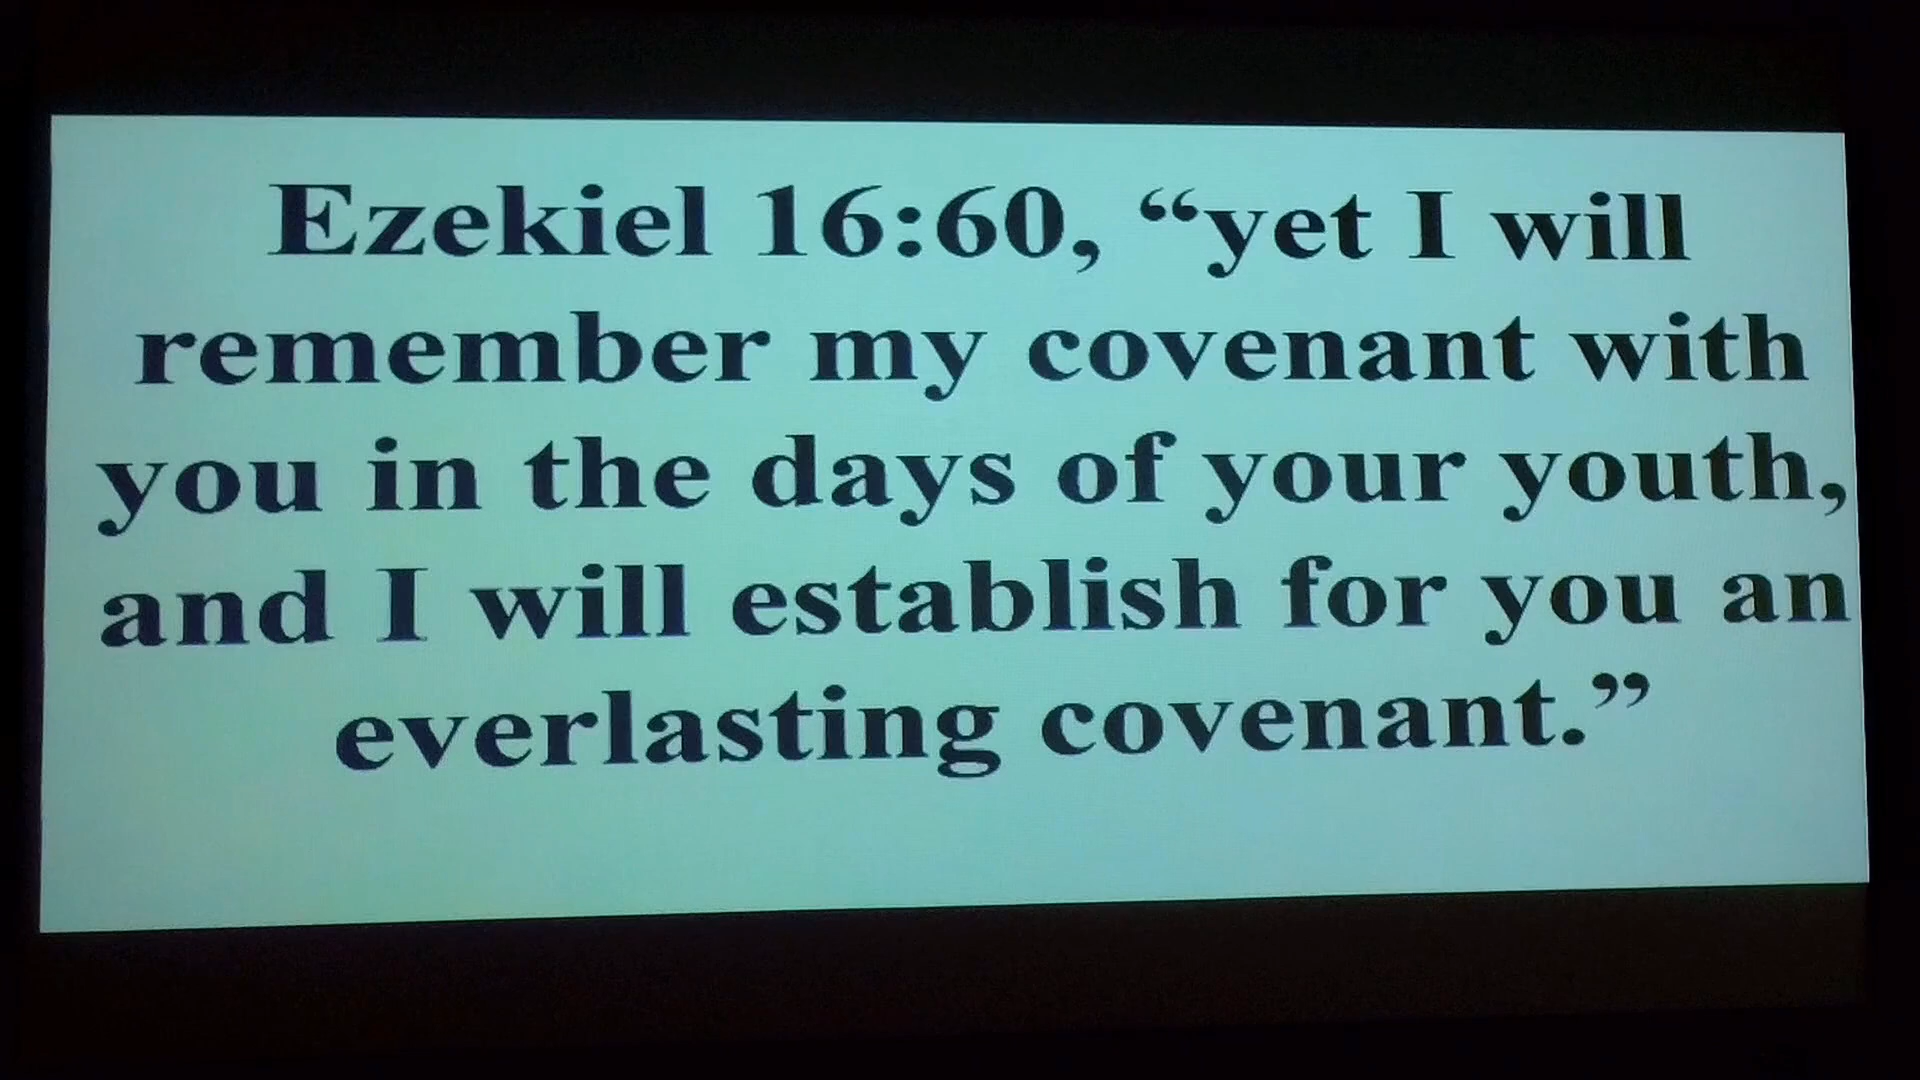 Ezekiel 16:60, “yet I will
remember my covenant with
you in the days of your youth,
and I will establish for you an
everlasting covenant.”